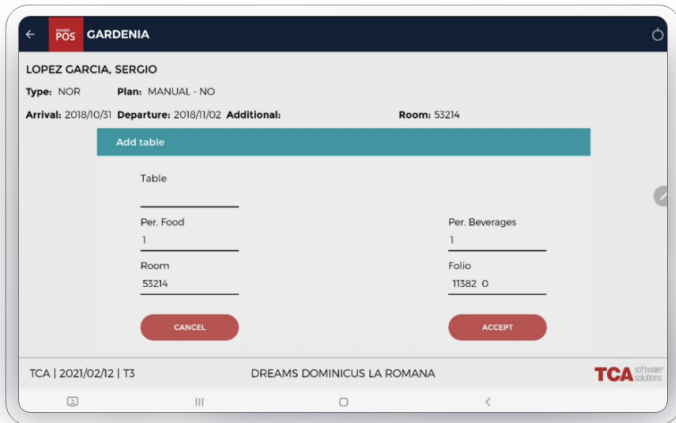 POS GARDENIA
LOPEZ GARCIA, SERGIO
Type: NOR Plan: MANUAL - NO
Arrival: 2018/10/31 Departure: 2018/11/02 Additional: Room: 53214
Add table
Table
Per. Food Per. Beverages
1 1
Room Folio
53214 11382 0
CANCEL ACCEPT
TCA | 2021/02/12 | T3 DREAMS DOMINICUS LA ROMANA TCA software solutions